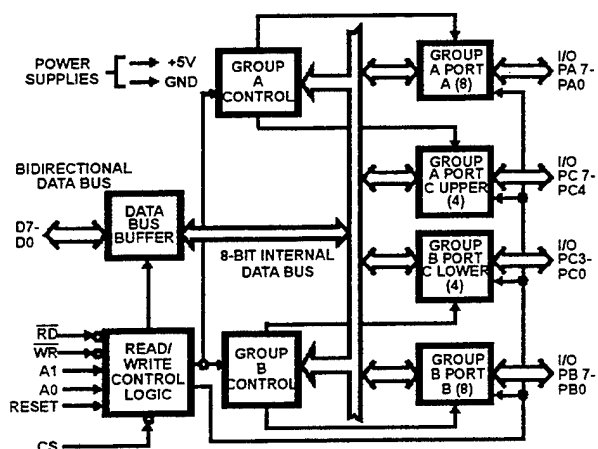 POWER
SUPPLIES
+5V
GND
GROUP
A
CONTROL
GROUP
A PORT
A (8)
I/O
PA 7-
PA0
BIDIRECTIONAL
DATA BUS
D7-
D0
DATA
BUS
BUFFER
8-BIT INTERNAL
DATA BUS
GROUP
A PORT
C UPPER
(4)
I/O
PC 7-
PC4
GROUP
B PORT
C LOWER
(4)
I/O
PC3-
PC0
RD
WR
A1
A0
RESET
CS
READ/
WRITE
CONTROL
LOGIC
GROUP
B
CONTROL
GROUP
B PORT
B (8)
I/O
PB 7-
PB0